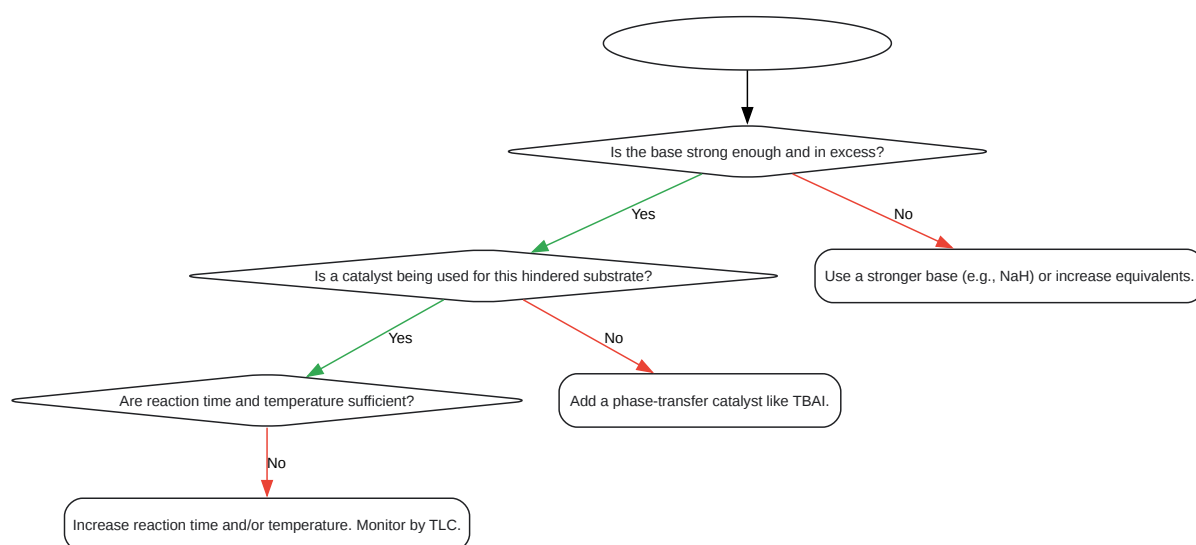 Is the base strong enough and in excess?
Yes
No
Is a catalyst being used for this hindered substrate?
Use a stronger base (e.g., NaH) or increase equivalents.
Yes
No
Are reaction time and temperature sufficient?
Add a phase-transfer catalyst like TBAI.
No
Increase reaction time and/or temperature. Monitor by TLC.